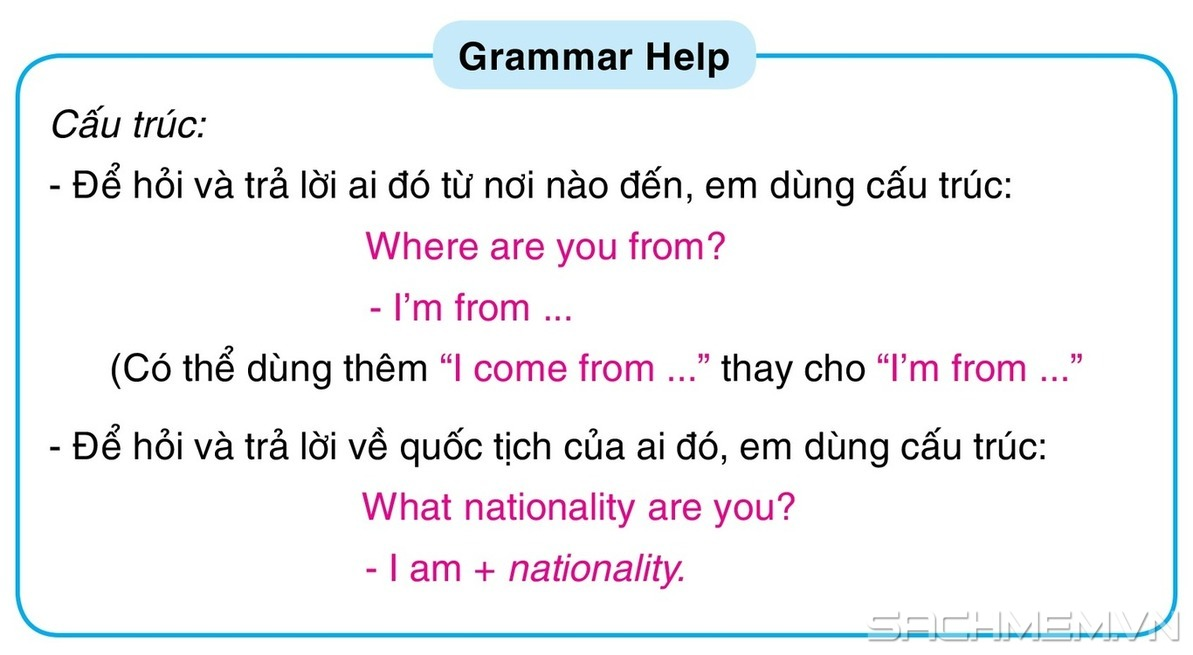 Grammar Help
Cấu trúc:
- Để hỏi và trả lời ai đó từ nơi nào đến, em dùng cấu trúc:
Where are you from?
- I’m from ...
(Có thể dùng thêm “I come from ...” thay cho “I’m from ...”
- Để hỏi và trả lời về quốc tịch của ai đó, em dùng cấu trúc:
What nationality are you?
- I am + nationality.
SACHMEM.VN